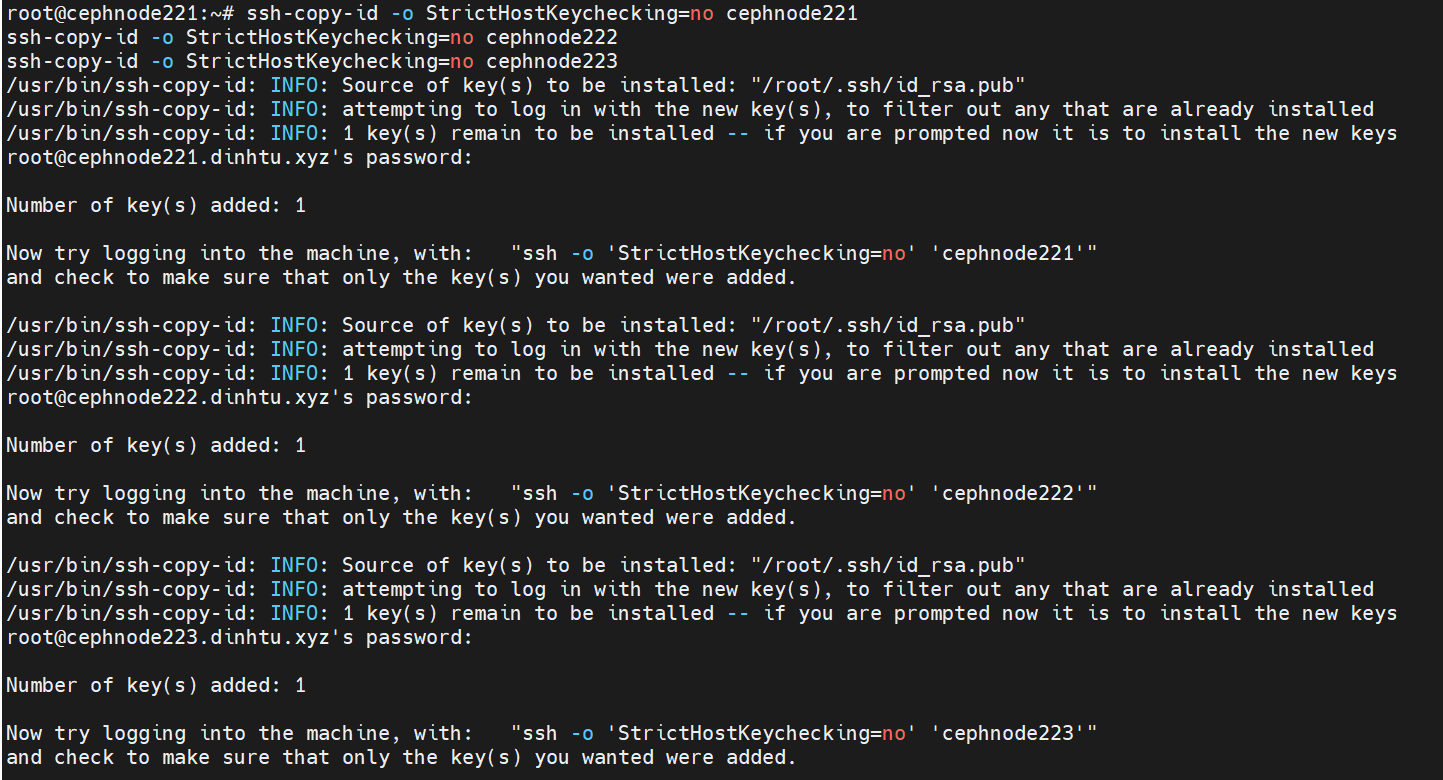 root@cephnode221:~# ssh-copy-id -o StrictHostKeychecking=no cephnode221
ssh-copy-id -o StrictHostKeychecking=no cephnode222
ssh-copy-id -o StrictHostKeychecking=no cephnode223
/usr/bin/ssh-copy-id: INFO: Source of key(s) to be installed: "/root/.ssh/id_rsa.pub"
/usr/bin/ssh-copy-id: INFO: attempting to log in with the new key(s), to filter out any that are already installed
/usr/bin/ssh-copy-id: INFO: 1 key(s) remain to be installed -- if you are prompted now it is to install the new keys
root@cephnode221.dinhtu.xyz's password:
Number of key(s) added: 1
Now try logging into the machine, with:   "ssh -o 'StrictHostKeychecking=no' 'cephnode221'"
and check to make sure that only the key(s) you wanted were added.
/usr/bin/ssh-copy-id: INFO: Source of key(s) to be installed: "/root/.ssh/id_rsa.pub"
/usr/bin/ssh-copy-id: INFO: attempting to log in with the new key(s), to filter out any that are already installed
/usr/bin/ssh-copy-id: INFO: 1 key(s) remain to be installed -- if you are prompted now it is to install the new keys
root@cephnode222.dinhtu.xyz's password:
Number of key(s) added: 1
Now try logging into the machine, with:   "ssh -o 'StrictHostKeychecking=no' 'cephnode222'"
and check to make sure that only the key(s) you wanted were added.
/usr/bin/ssh-copy-id: INFO: Source of key(s) to be installed: "/root/.ssh/id_rsa.pub"
/usr/bin/ssh-copy-id: INFO: attempting to log in with the new key(s), to filter out any that are already installed
/usr/bin/ssh-copy-id: INFO: 1 key(s) remain to be installed -- if you are prompted now it is to install the new keys
root@cephnode223.dinhtu.xyz's password:
Number of key(s) added: 1
Now try logging into the machine, with:   "ssh -o 'StrictHostKeychecking=no' 'cephnode223'"
and check to make sure that only the key(s) you wanted were added.